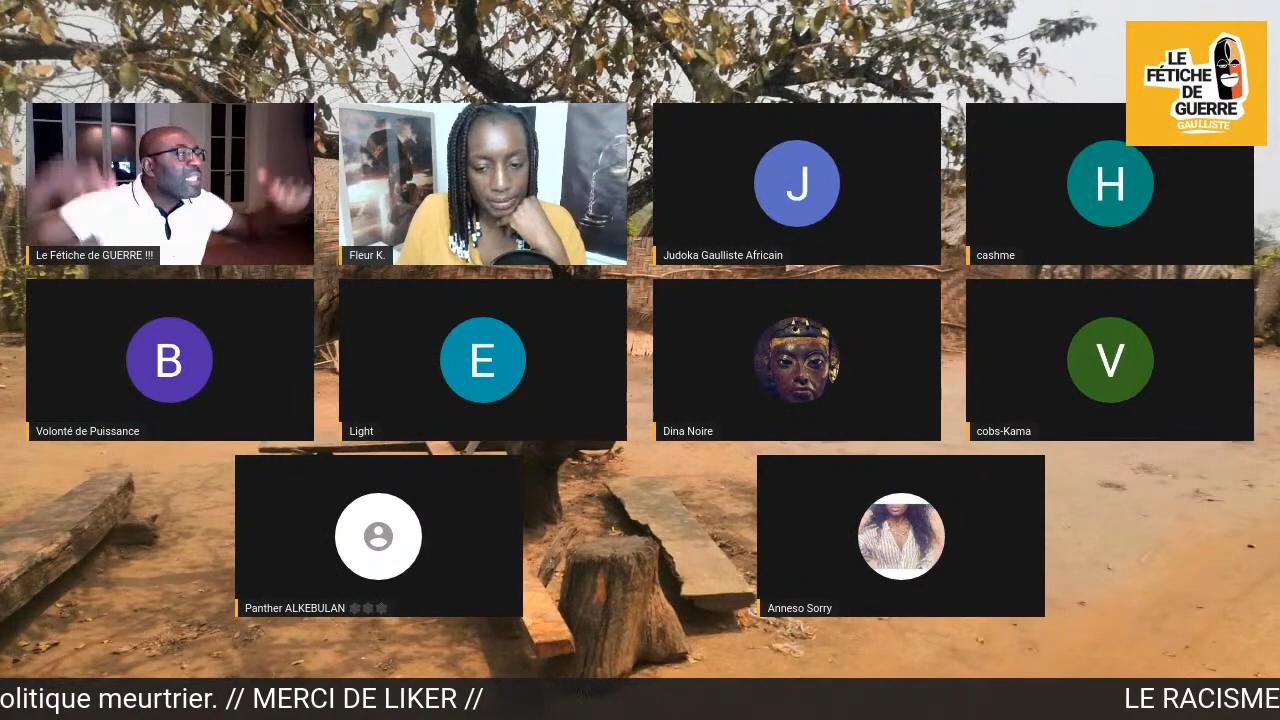 LE
FÉTICHE
DE
GUERRE
GAULLISTE
Le Fétiche de GUERRE !!!
Fleur K.
J
Judoka Gaulliste Africain
H
cashme
B
Volonté de Puissance
E
Light
Dina Noire
V
cobs-Kama
Panther ALKEBULAN 🕸🕸🕸
Anneso Sorry
olitique meurtrier. // MERCI DE LIKER // LE RACISME